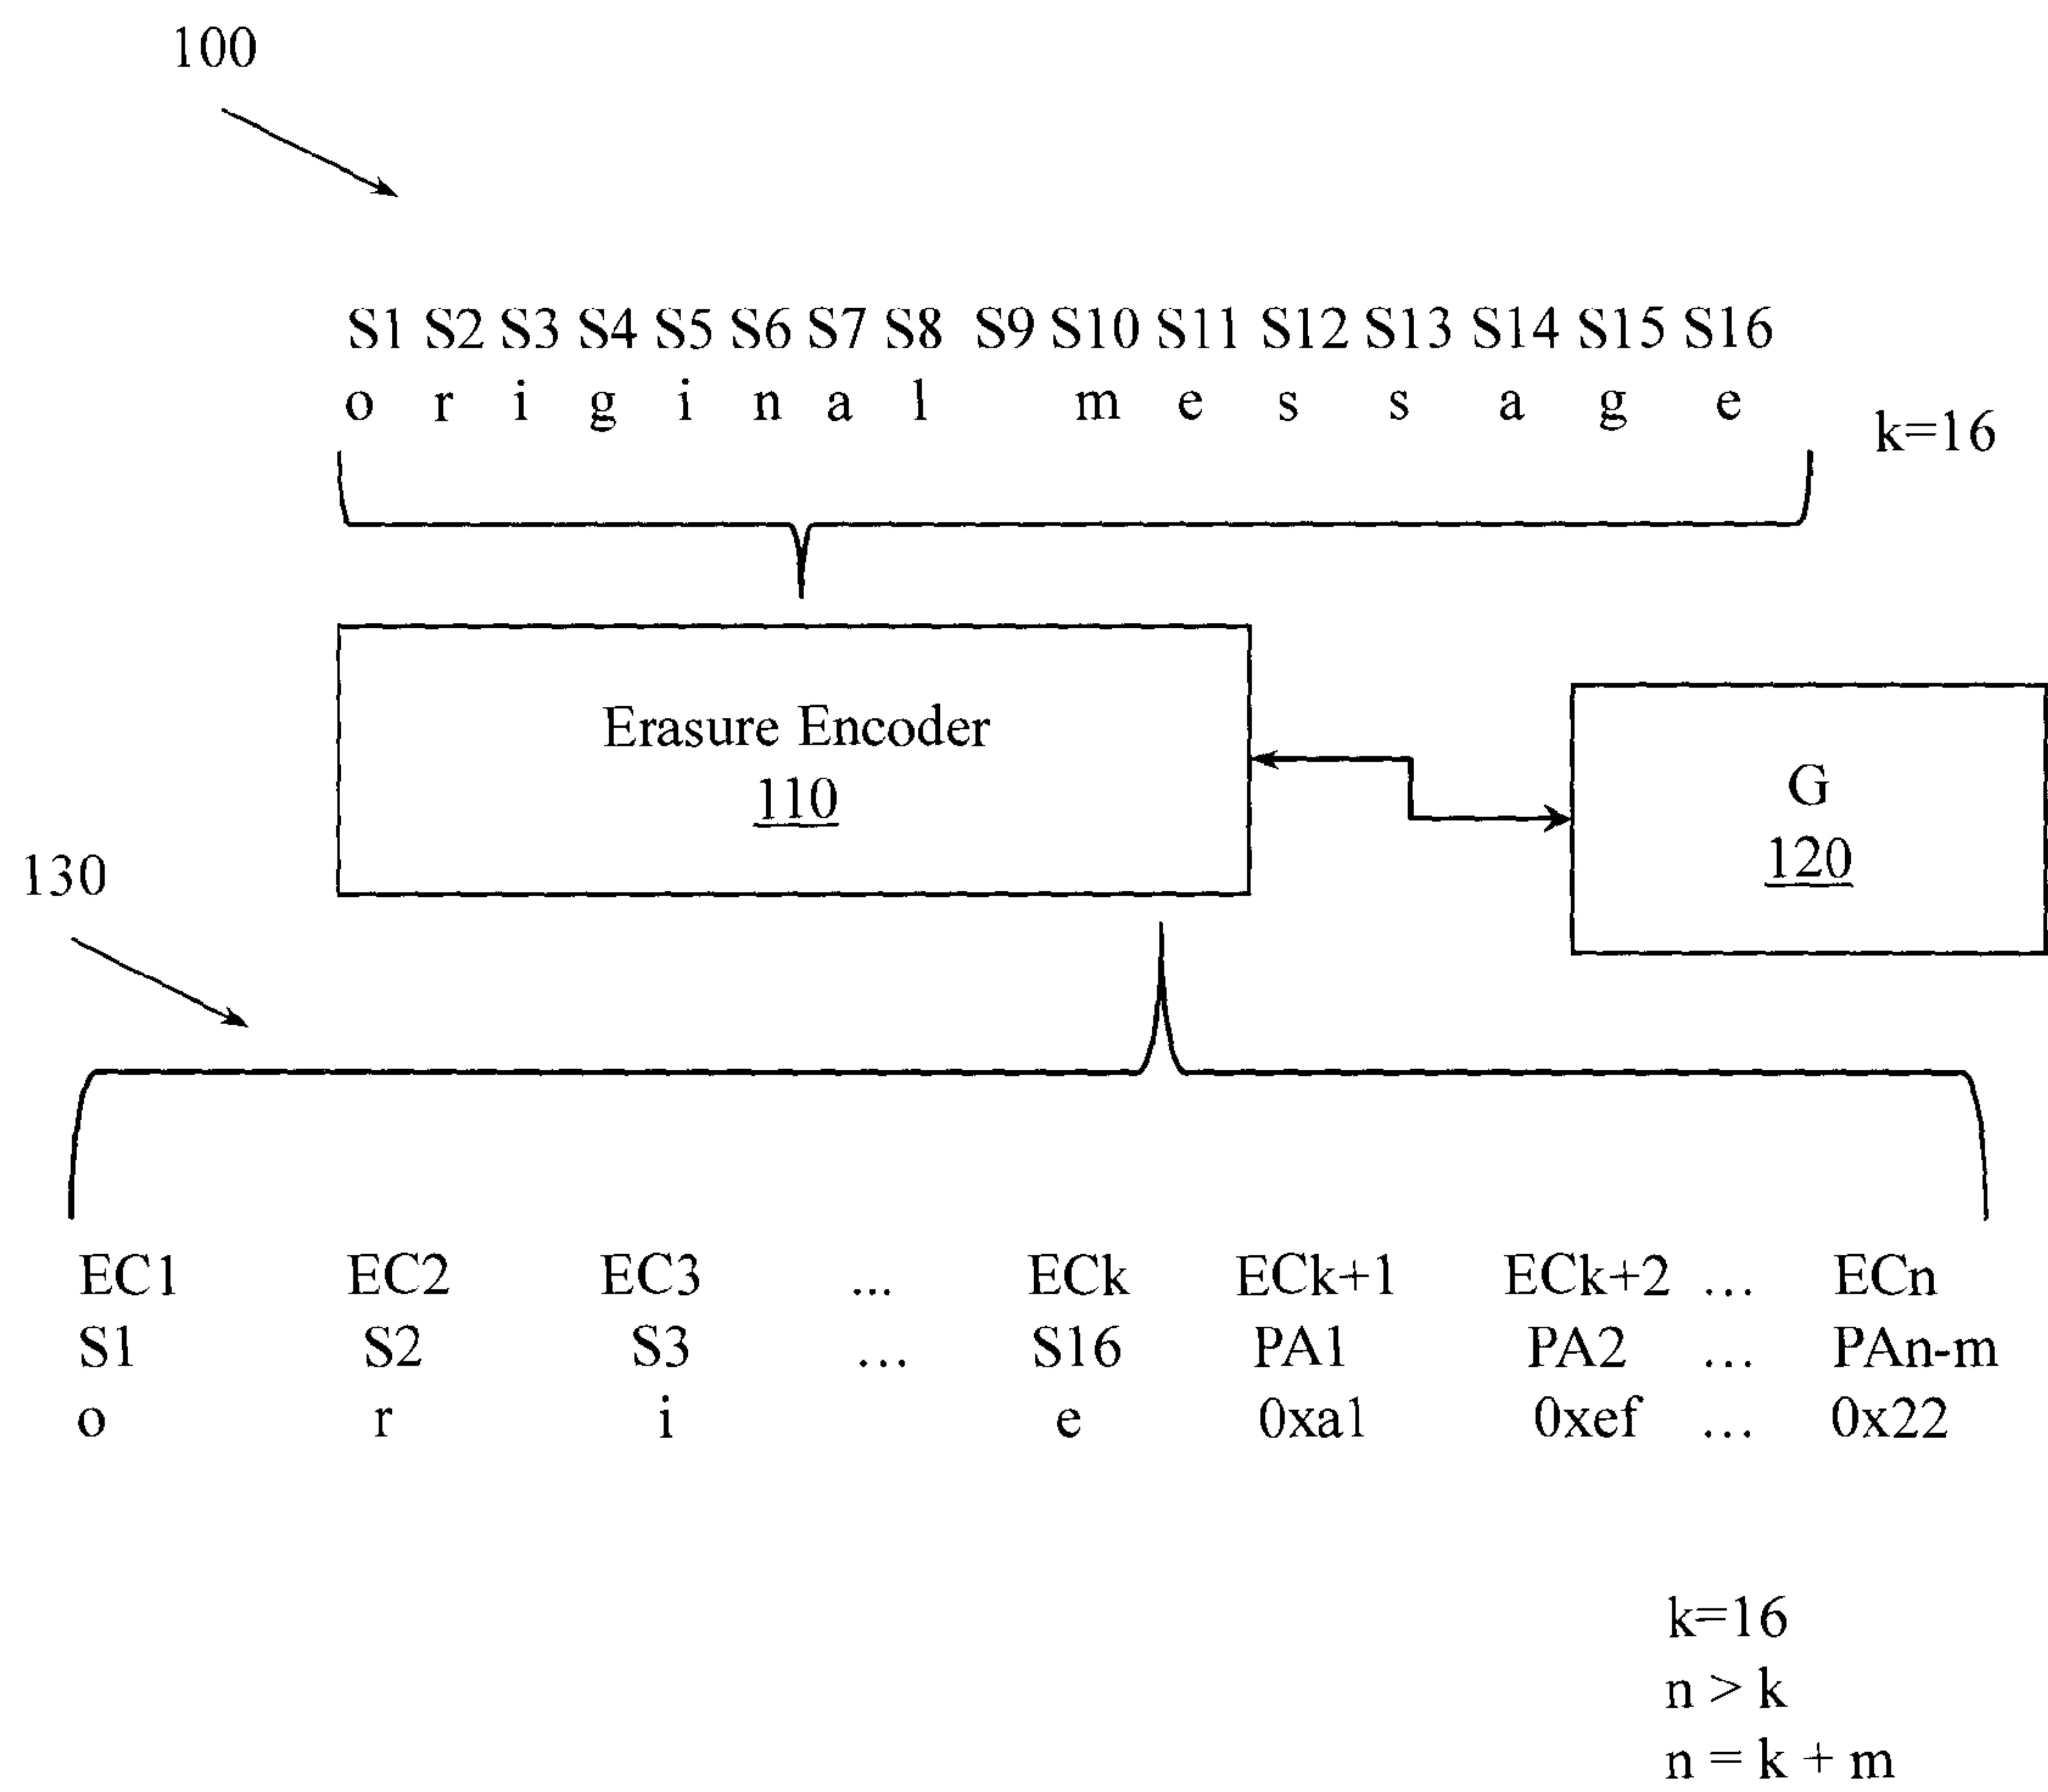 100
S1 S2 S3 S4 S5 S6 S7 S8 S9 S10 S11 S12 S13 S14 S15 S16
o r i g i n a l m e s s a g e
k=16
Erasure Encoder
110
G
120
130
EC1 EC2 EC3 ... ECk ECk+1 ECk+2 ... ECn
S1 S2 S3 ... S16 PA1 PA2 ... PAn-m
o r i e 0xa1 0xef ... 0x22
k=16
n > k
n = k + m